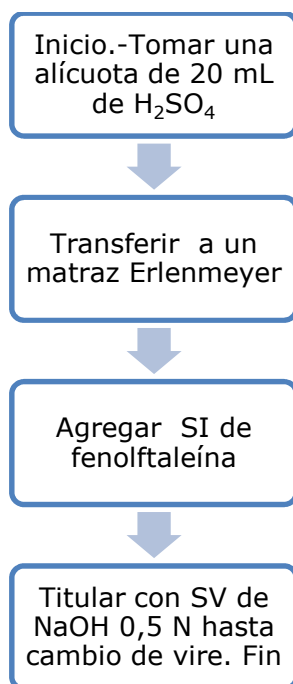 Inicio.-Tomar una
alícuota de 20 mL
de H₂SO₄
Transferir a un
matraz Erlenmeyer
Agregar SI de
fenolftaleína
Titular con SV de
NaOH 0,5 N hasta
cambio de vire. Fin